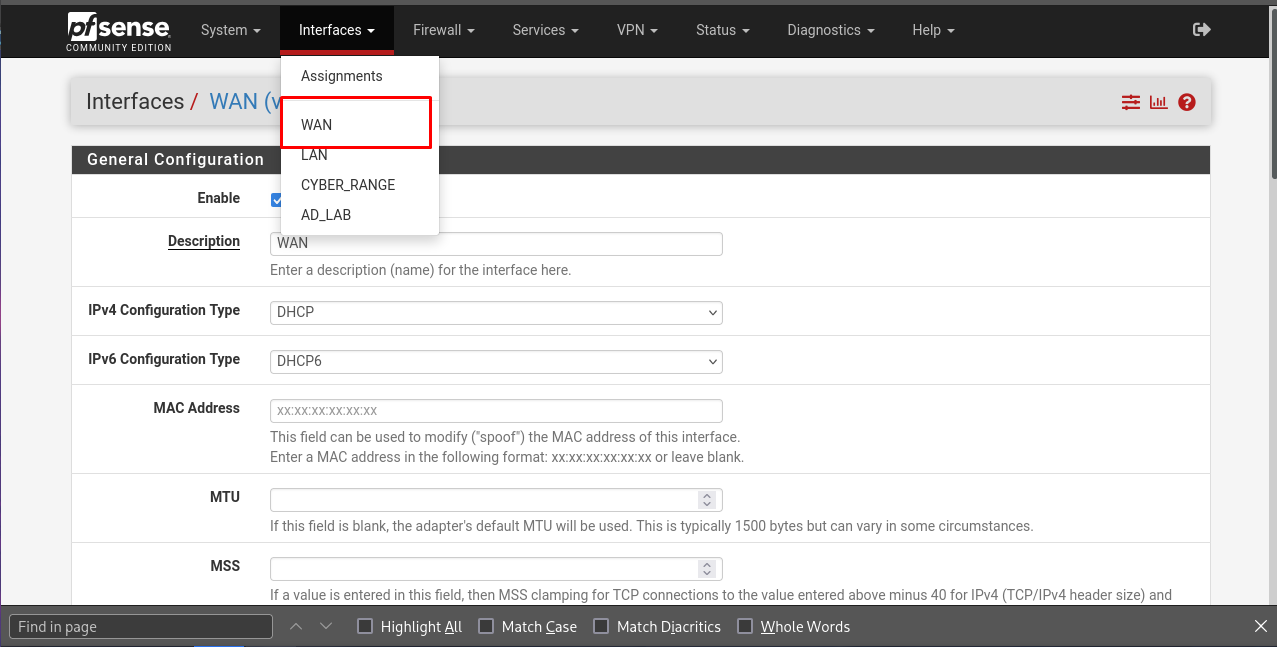 pfsense
COMMUNITY EDITION
System Interfaces Firewall Services VPN Status Diagnostics Help
Assignments
WAN
LAN
CYBER_RANGE
AD_LAB
Interfaces / WAN (v
General Configuration
Enable
Description WAN
Enter a description (name) for the interface here.
IPv4 Configuration Type DHCP
IPv6 Configuration Type DHCP6
MAC Address xx:xx:xx:xx:xx:xx
This field can be used to modify ("spoof") the MAC address of this interface.
Enter a MAC address in the following format: xx:xx:xx:xx:xx:xx or leave blank.
MTU
If this field is blank, the adapter's default MTU will be used. This is typically 1500 bytes but can vary in some circumstances.
MSS
If a value is entered in this field, then MSS clamping for TCP connections to the value entered above minus 40 for IPv4 (TCP/IPv4 header size) and
Find in page Highlight All Match Case Match Diacritics Whole Words